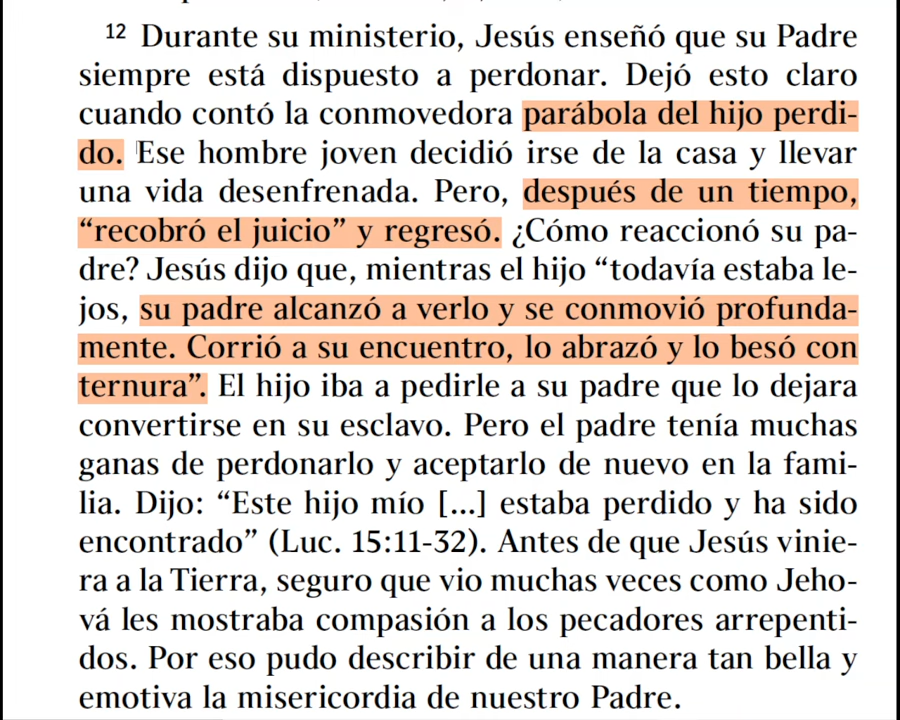 12 Durante su ministerio, Jesús enseñó que su Padre
siempre está dispuesto a perdonar. Dejó esto claro
cuando contó la conmovedora parábola del hijo perdi-
do. Ese hombre joven decidió irse de la casa y llevar
una vida desenfrenada. Pero, después de un tiempo,
“recobró el juicio” y regresó. ¿Cómo reaccionó su pa-
dre? Jesús dijo que, mientras el hijo “todavía estaba le-
jos, su padre alcanzó a verlo y se conmovió profunda-
mente. Corrió a su encuentro, lo abrazó y lo besó con
ternura”. El hijo iba a pedirle a su padre que lo dejara
convertirse en su esclavo. Pero el padre tenía muchas
ganas de perdonarlo y aceptarlo de nuevo en la fami-
lia. Dijo: “Este hijo mío [...] estaba perdido y ha sido
encontrado” (Luc. 15:11-32). Antes de que Jesús vinie-
ra a la Tierra, seguro que vio muchas veces como Jeho-
vá les mostraba compasión a los pecadores arrepenti-
dos. Por eso pudo describir de una manera tan bella y
emotiva la misericordia de nuestro Padre.